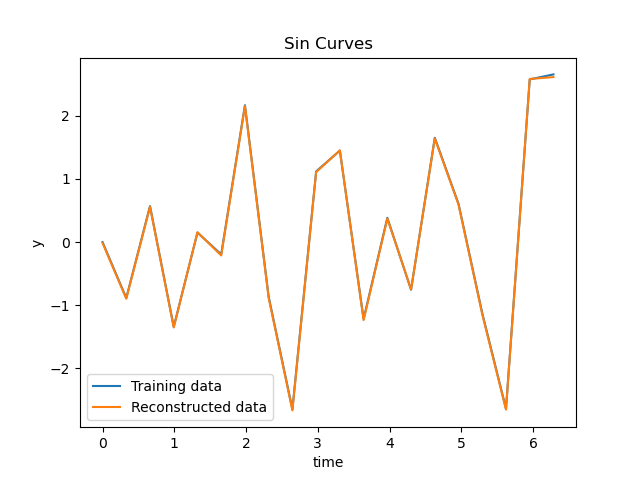 Sin Curves
2
1
0
−1
−2
y
Training data
Reconstructed data
0 1 2 3 4 5 6
time